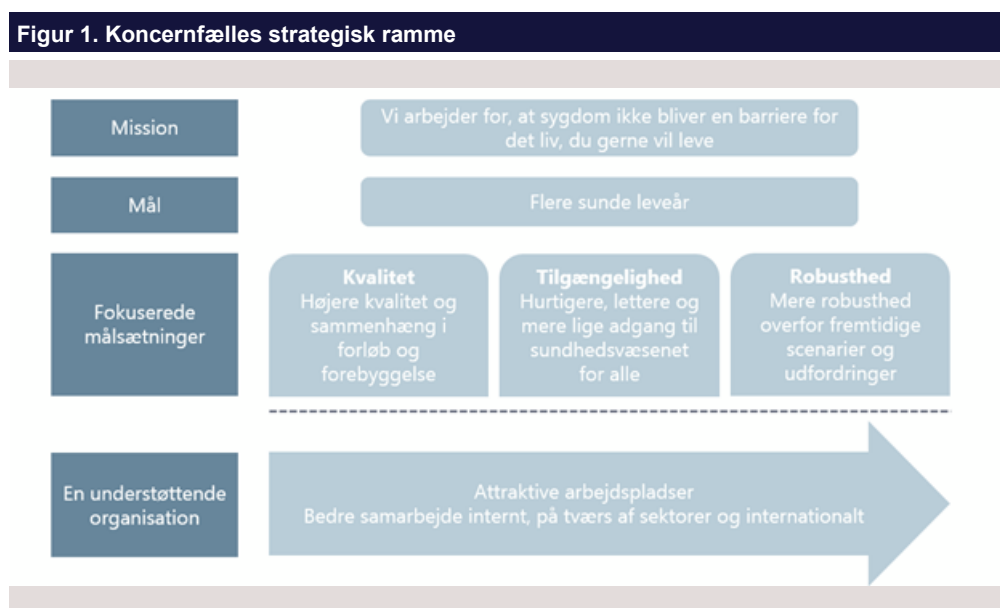 Figur 1. Koncernfælles strategisk ramme
Mission
Vi arbejder for, at sygdom ikke bliver en barriere for
det liv, du gerne vil leve
Mål
Flere sunde leveår
Fokuserede
målsætninger
Kvalitet
Højere kvalitet og
sammenhæng i
forløb og
forebyggelse
Tilgængelighed
Hurtigere, lettere og
mere lige adgang til
sundhedsvæsenet
for alle
Robusthed
Mere robusthed
overfor fremtidige
scenarier og
udfordringer
En understøttende
organisation
Attraktive arbejdspladser
Bedre samarbejde internt, på tværs af sektorer og internationalt